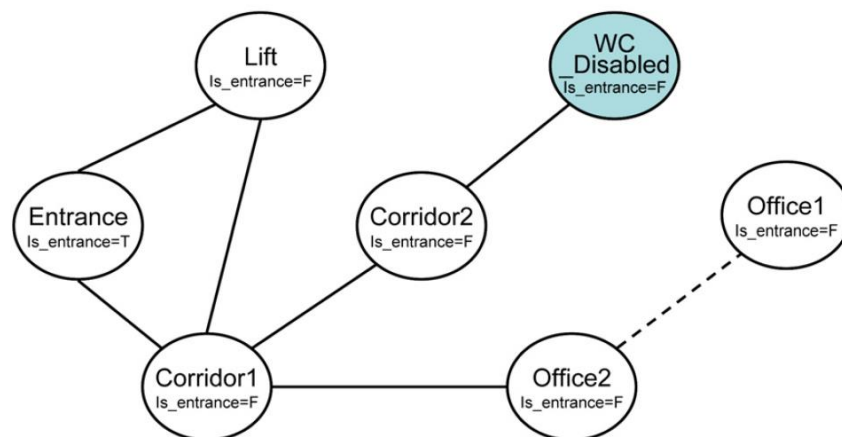 Lift
Is_entrance=F
WC
_Disabled
Is_entrance=F
Entrance
Is_entrance=T
Corridor2
Is_entrance=F
Office1
Is_entrance=F
Corridor1
Is_entrance=F
Office2
Is_entrance=F